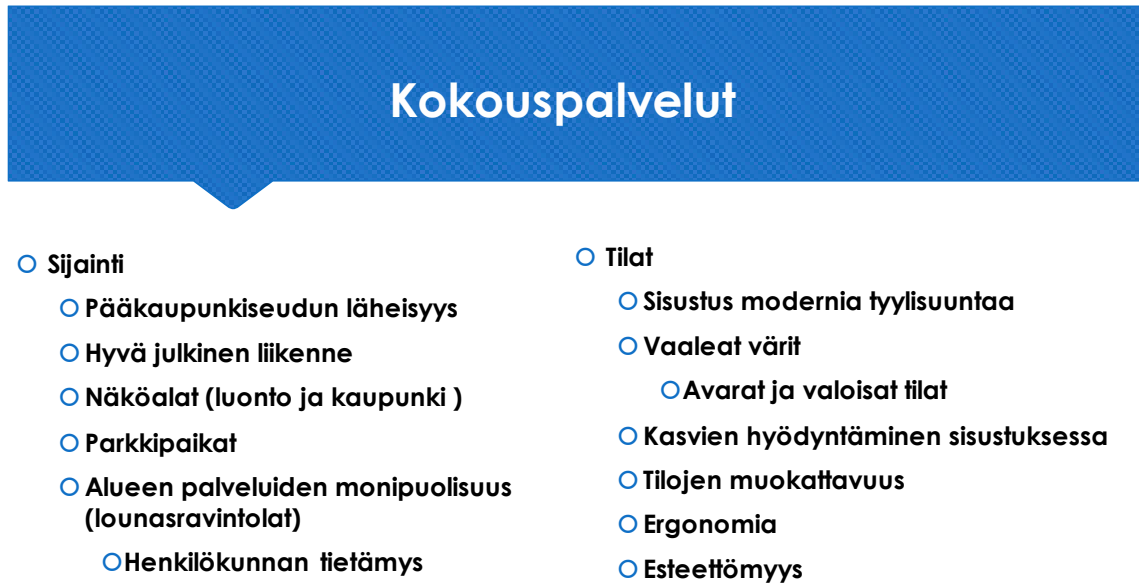 Kokouspalvelut
Sijainti
Pääkaupunkiseudun läheisyys
Hyvä julkinen liikenne
Näköalat (luonto ja kaupunki )
Parkkipaikat
Alueen palveluiden monipuolisuus
(lounasravintolat)
Henkilökunnan tietämys
Tilat
Sisustus modernia tyylisuuntaa
Vaaleat värit
Avarat ja valoisat tilat
Kasvien hyödyntäminen sisustuksessa
Tilojen muokattavuus
Ergonomia
Esteettömyys